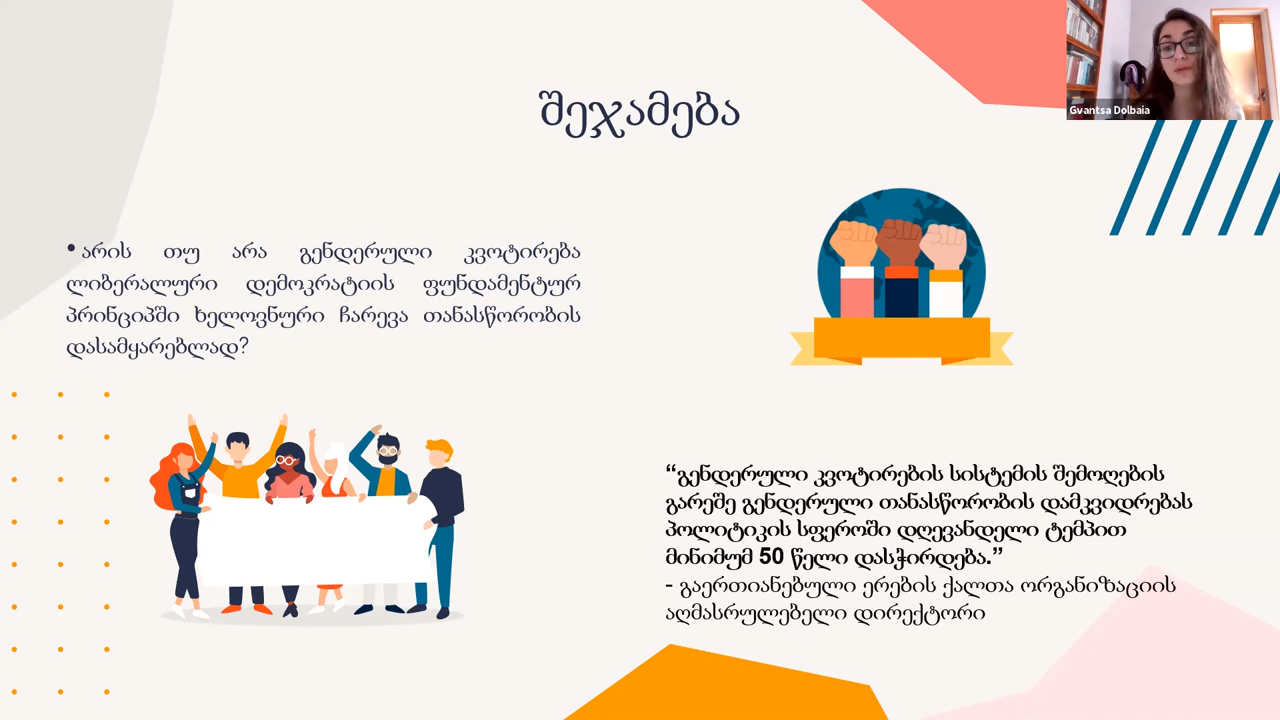 Gvantsa Dolbaia
შეჯამება
• არის თუ არა გენდერული კვოტირება
ლიბერალური დემოკრატიის ფუნდამენტურ
პრინციპში ხელოვნური ჩარევა თანასწორობის
დასამყარებლად?
“გენდერული კვოტირების სისტემის შემოღების
გარეშე გენდერული თანასწორობის დამკვიდრებას
პოლიტიკის სფეროში დღევანდელი ტემპით
მინიმუმ 50 წელი დასჭირდება.”
- გაერთიანებული ერების ქალთა ორგანიზაციის
აღმასრულებელი დირექტორი